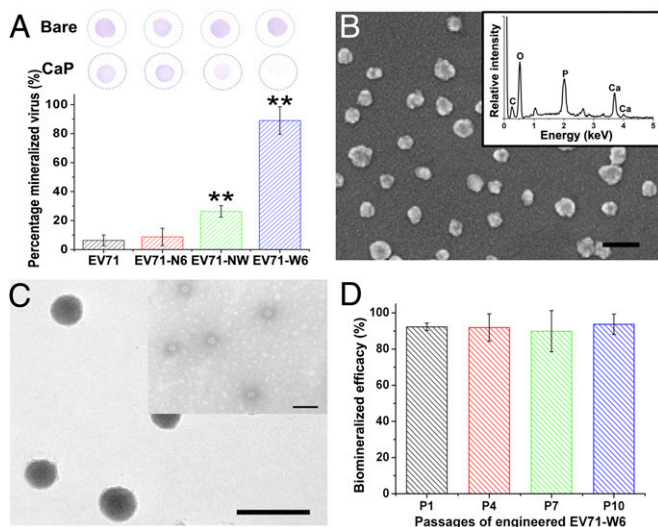 A
Bare
CaP
Percentage mineralized virus (%)
100
80
60
40
20
0
**
**
EV71 EV71-N6 EV71-NW EV71-W6
B
Relative intensity
C
O
P
Ca
Ca
0 1 2 3 4 5
Energy (keV)
C
D
Biomineralized efficacy (%)
100
80
60
40
20
0
P1 P4 P7 P10
Passages of engineered EV71-W6